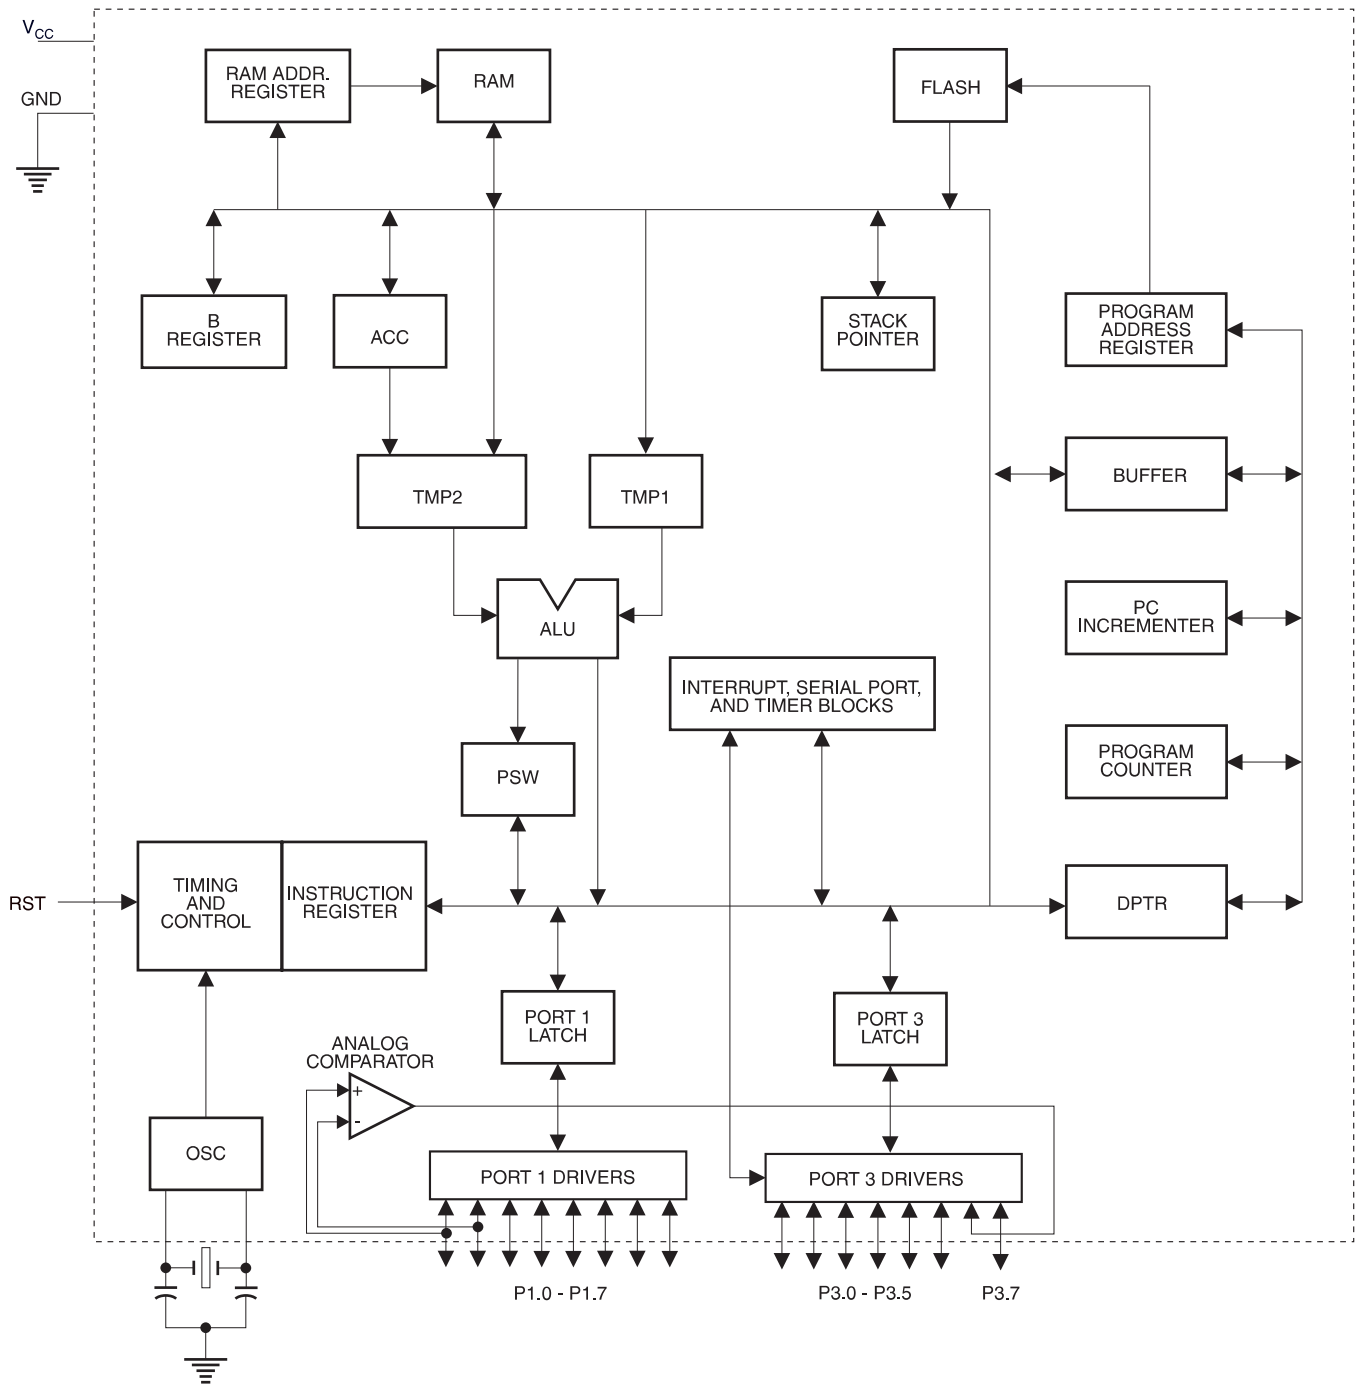 VCC
GND
RAM ADDR.
REGISTER
RAM
FLASH
B
REGISTER
ACC
STACK
POINTER
PROGRAM
ADDRESS
REGISTER
TMP2
TMP1
BUFFER
ALU
PC
INCREMENTER
INTERRUPT, SERIAL PORT,
AND TIMER BLOCKS
PSW
PROGRAM
COUNTER
RST
TIMING
AND
CONTROL
INSTRUCTION
REGISTER
DPTR
PORT 1
LATCH
PORT 3
LATCH
ANALOG
COMPARATOR
+
-
OSC
PORT 1 DRIVERS
PORT 3 DRIVERS
P1.0 - P1.7
P3.0 - P3.5
P3.7